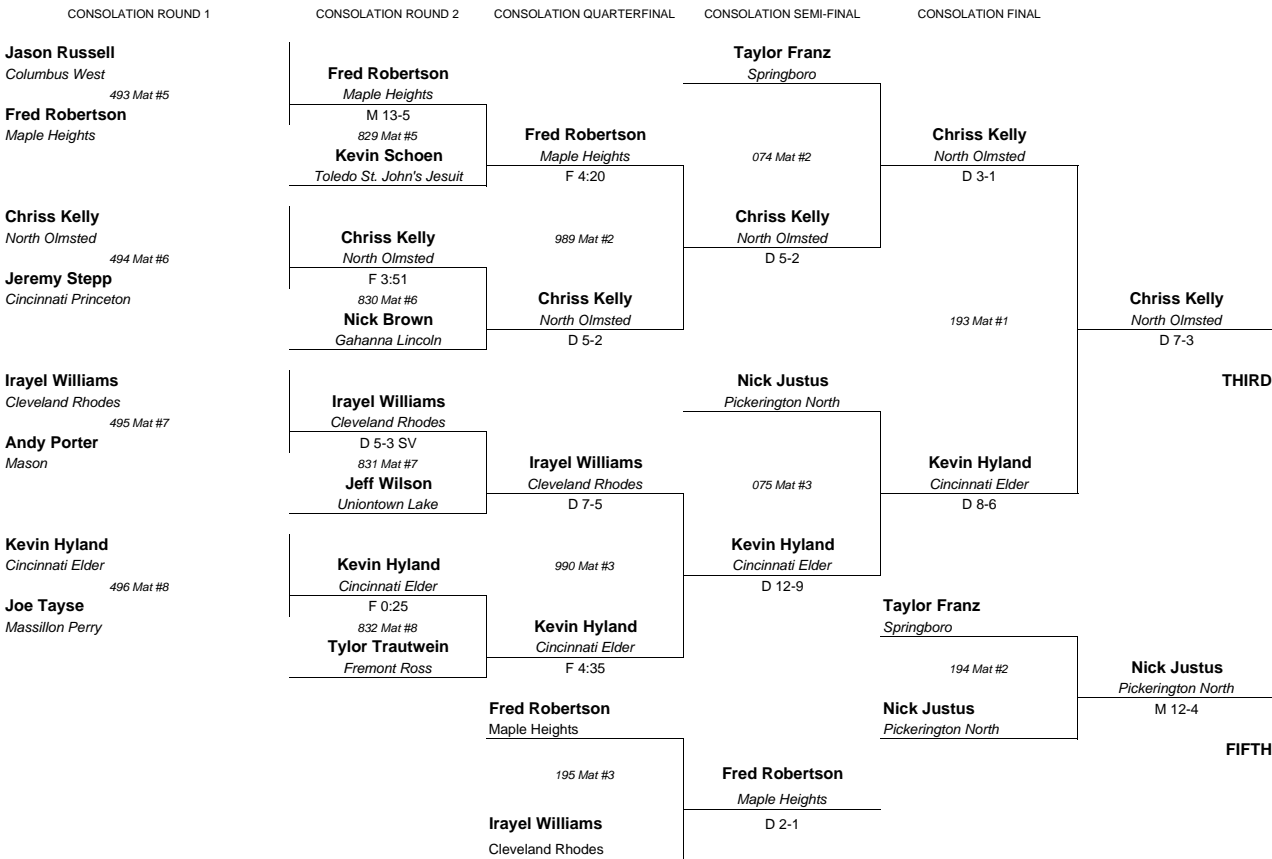 CONSOLATION ROUND 1
CONSOLATION ROUND 2
CONSOLATION QUARTERFINAL
CONSOLATION SEMI-FINAL
CONSOLATION FINAL
Jason Russell
Columbus West
493 Mat #5
Fred Robertson
Maple Heights
Chriss Kelly
North Olmsted
494 Mat #6
Jeremy Stepp
Cincinnati Princeton
Irayel Williams
Cleveland Rhodes
495 Mat #7
Andy Porter
Mason
Kevin Hyland
Cincinnati Elder
496 Mat #8
Joe Tayse
Massillon Perry
Fred Robertson
Maple Heights
M 13-5
829 Mat #5
Kevin Schoen
Toledo St. John's Jesuit
Chriss Kelly
North Olmsted
F 3:51
830 Mat #6
Nick Brown
Gahanna Lincoln
Irayel Williams
Cleveland Rhodes
D 5-3 SV
831 Mat #7
Jeff Wilson
Uniontown Lake
Kevin Hyland
Cincinnati Elder
F 0:25
832 Mat #8
Tylor Trautwein
Fremont Ross
Fred Robertson
Maple Heights
F 4:20
989 Mat #2
Chriss Kelly
North Olmsted
D 5-2
Irayel Williams
Cleveland Rhodes
D 7-5
990 Mat #3
Kevin Hyland
Cincinnati Elder
F 4:35
Fred Robertson
Maple Heights
195 Mat #3
Irayel Williams
Cleveland Rhodes
Taylor Franz
Springboro
074 Mat #2
Chriss Kelly
North Olmsted
D 5-2
Nick Justus
Pickerington North
075 Mat #3
Kevin Hyland
Cincinnati Elder
D 12-9
Fred Robertson
Maple Heights
D 2-1
Chriss Kelly
North Olmsted
D 3-1
193 Mat #1
Kevin Hyland
Cincinnati Elder
D 8-6
Taylor Franz
Springboro
194 Mat #2
Nick Justus
Pickerington North
Chriss Kelly
North Olmsted
D 7-3
THIRD
Nick Justus
Pickerington North
M 12-4
FIFTH